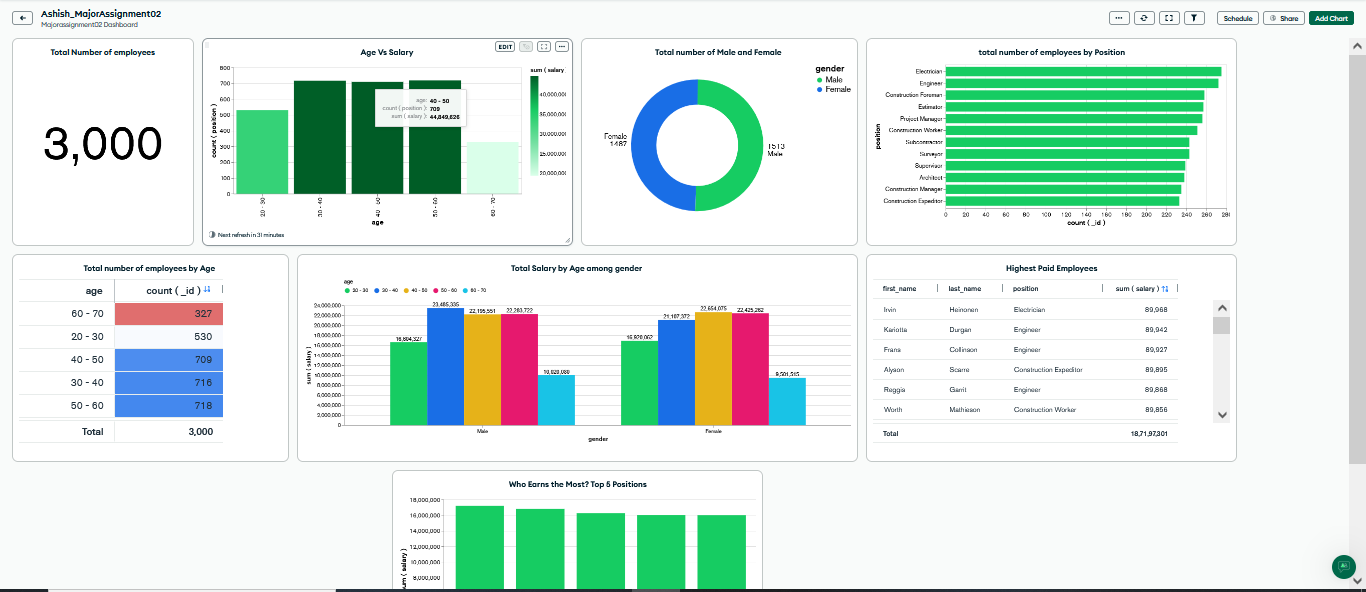 Ashish_MajorAssignment02
Majorassignment02 Dashboard
Schedule
Share
Add Chart
Total Number of employees
3,000
EDIT
Age Vs Salary
800
700
600
500
400
300
200
100
0
count ( position )
20 - 30
30 - 40
40 - 50
50 - 60
60 - 70
age
age: 40 - 50
count ( position ): 709
sum ( salary ): 44,849,626
sum ( salary
40,000,000
35,000,000
30,000,000
25,000,000
20,000,000
Next refresh in 31 minutes
Total number of Male and Female
gender
Male
Female
Female
1487
1513
Male
total number of employees by Position
position
Electrician
Engineer
Construction Foreman
Estimator
Project Manager
Construction Worker
Subcontractor
Surveyor
Supervisor
Architect
Construction Manager
Construction Expeditor
0 20 40 60 80 100 120 140 160 180 200 220 240 260 280
count ( _id )
Total number of employees by Age
age count ( _id )
60 - 70 327
20 - 30 530
40 - 50 709
30 - 40 716
50 - 60 718
Total 3,000
Total Salary by Age among gender
age
20 - 30 30 - 40 40 - 50 50 - 60 60 - 70
sum ( salary )
24,000,000
22,000,000
20,000,000
18,000,000
16,000,000
14,000,000
12,000,000
10,000,000
8,000,000
6,000,000
4,000,000
2,000,000
0
16,604,327
23,485,335
22,195,551
22,283,722
10,020,080
16,920,062
21,107,372
22,654,075
22,425,262
9,501,515
Male
Female
gender
Highest Paid Employees
first_name last_name position sum ( salary )
Irvin Heinonen Electrician 89,968
Kariotta Durgan Engineer 89,942
Frans Collinson Engineer 89,927
Alyson Scarre Construction Expeditor 89,895
Reggie Garrit Engineer 89,868
Worth Mathieson Construction Worker 89,856
Total 18,71,97,301
Who Earns the Most? Top 5 Positions
18,000,000
16,000,000
14,000,000
12,000,000
10,000,000
8,000,000
sum ( salary )